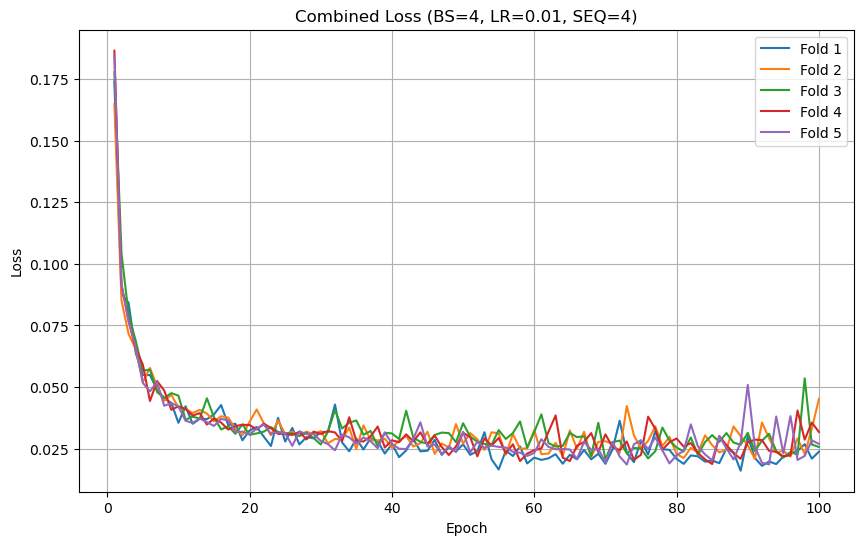 Combined Loss (BS=4, LR=0.01, SEQ=4)
Fold 1
Fold 2
Fold 3
Fold 4
Fold 5
0.175
0.150
0.125
0.100
0.075
0.050
0.025
Loss
0 20 40 60 80 100
Epoch